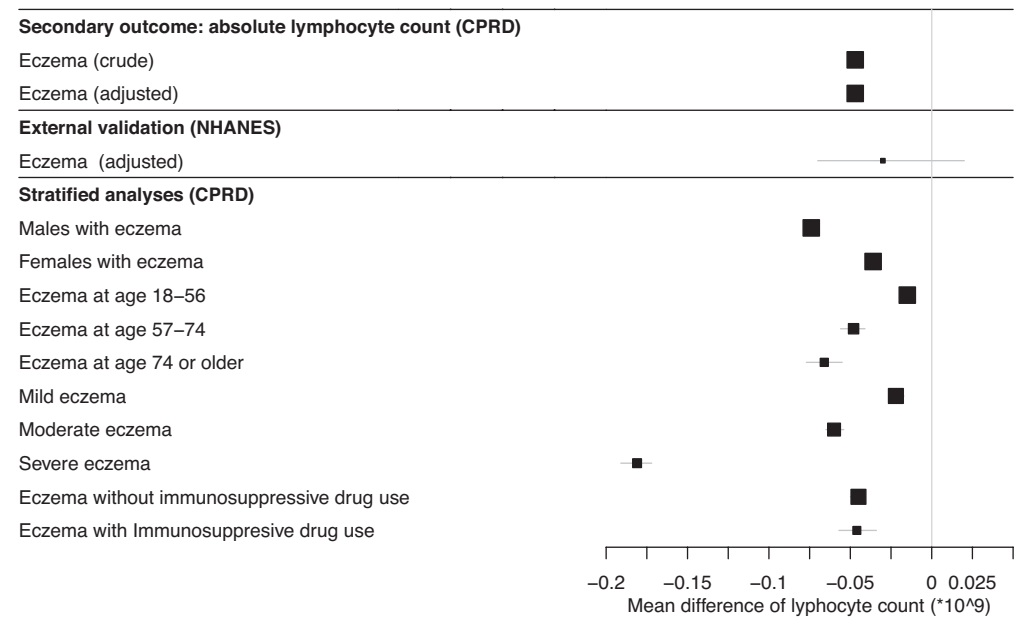 Secondary outcome: absolute lymphocyte count (CPRD)
Eczema (crude)
Eczema (adjusted)
External validation (NHANES)
Eczema (adjusted)
Stratified analyses (CPRD)
Males with eczema
Females with eczema
Eczema at age 18–56
Eczema at age 57–74
Eczema at age 74 or older
Mild eczema
Moderate eczema
Severe eczema
Eczema without immunosuppressive drug use
Eczema with Immunosuppresive drug use
−0.2 −0.15 −0.1 −0.05 0 0.025
Mean difference of lyphocyte count (*10^9)